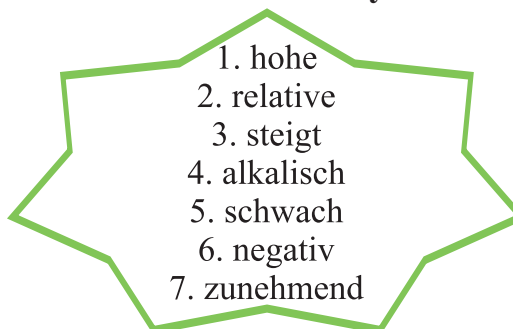 1. hohe
2. relative
3. steigt
4. alkalisch
5. schwach
6. negativ
7. zunehmend